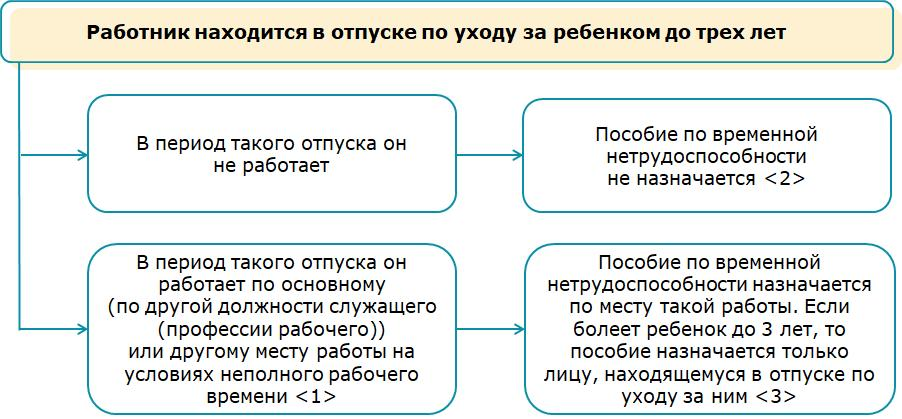 Работник находится в отпуске по уходу за ребенком до трех лет
В период такого отпуска он
не работает
Пособие по временной
нетрудоспособности
не назначается <2>
В период такого отпуска он
работает по основному
(по другой должности служащего
(профессии рабочего))
или другому месту работы на
условиях неполного рабочего
времени <1>
Пособие по временной
нетрудоспособности назначается
по месту такой работы. Если
болеет ребенок до 3 лет, то
пособие назначается только
лицу, находящемуся в отпуске по
уходу за ним <3>